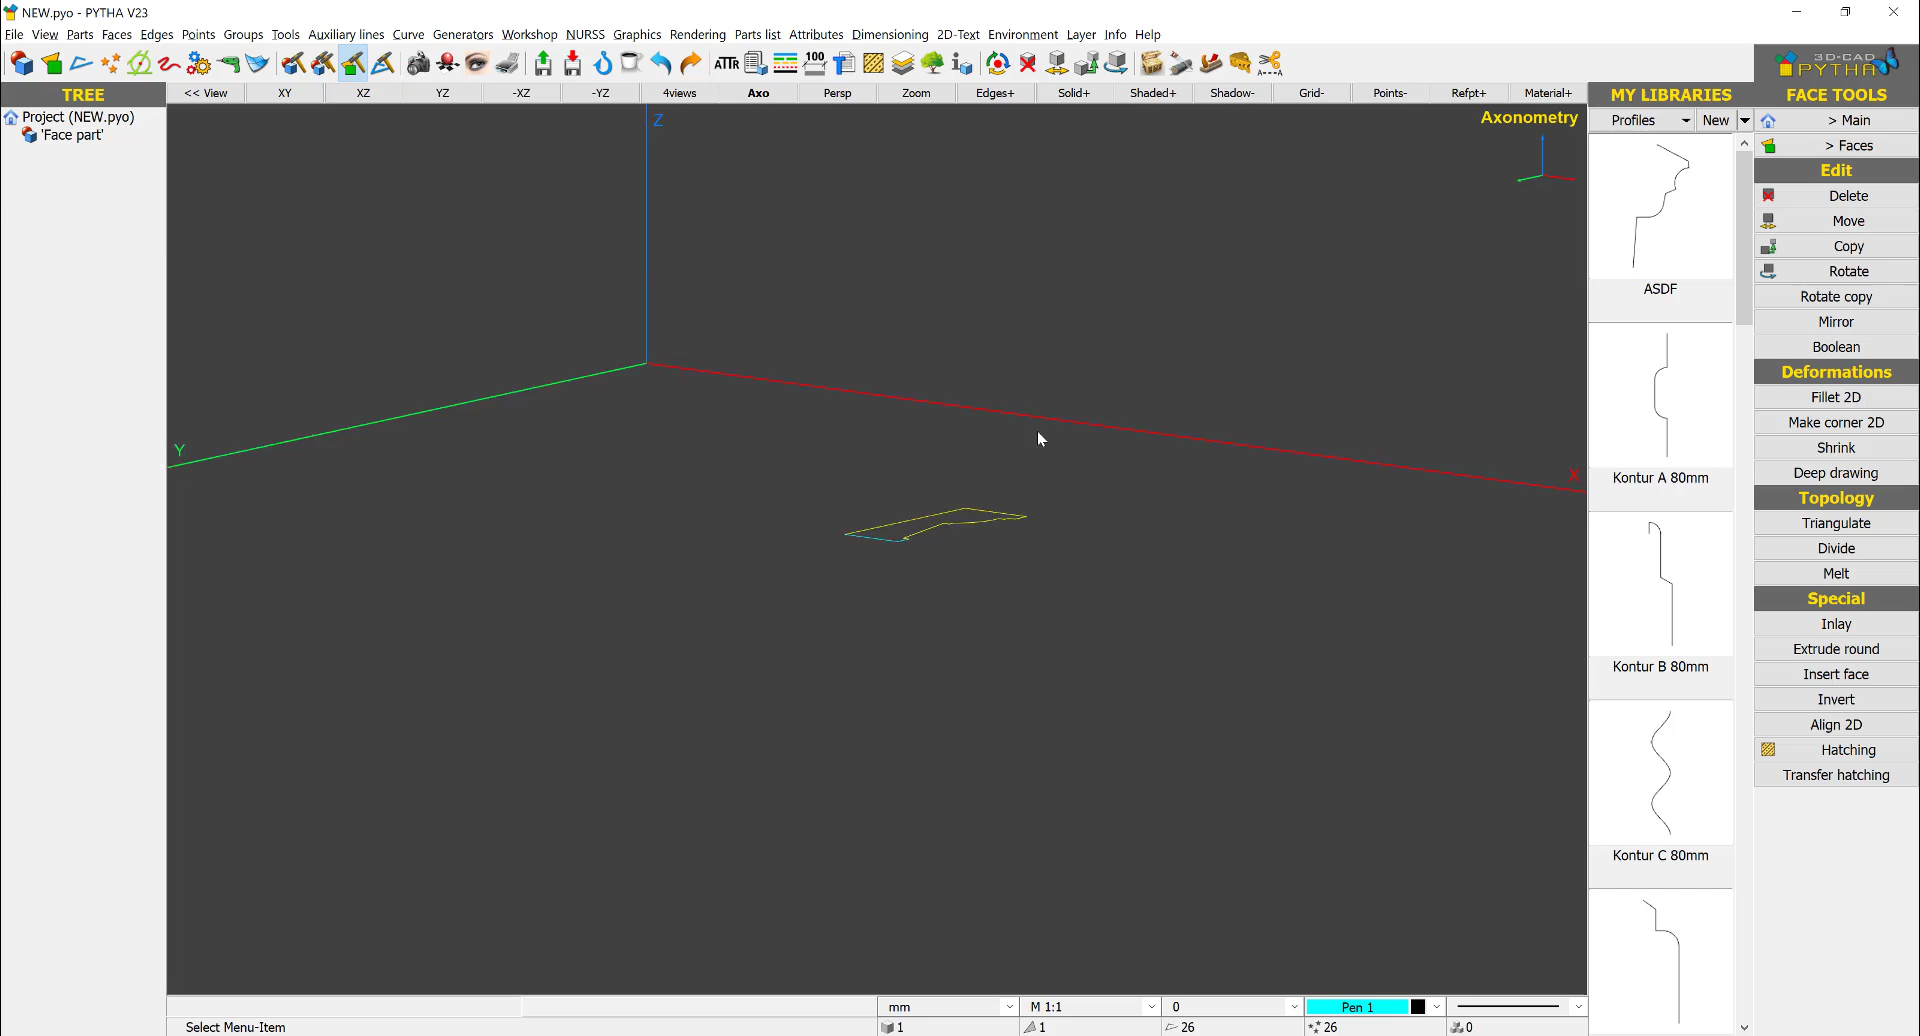 NEW.pyo - PYTHA V23
File View Parts Faces Edges Points Groups Tools Auxiliary lines Curve Generators Workshop NURSS Graphics Rendering Parts list Attributes Dimensioning 2D-Text Environment Layer Info Help
ATTR 100
3D-CAD
PYTHA
TREE
<< View XY XZ YZ -XZ -YZ 4views Axo Persp Zoom Edges+ Solid+ Shaded+ Shadow- Grid- Points- Refpt+ Material+
MY LIBRARIES
FACE TOOLS
Project (NEW.pyo)
'Face part'
Z
Axonometry
Y
X
Profiles New
ASDF
Kontur A 80mm
Kontur B 80mm
Kontur C 80mm
> Main
> Faces
Edit
Delete
Move
Copy
Rotate
Rotate copy
Mirror
Boolean
Deformations
Fillet 2D
Make corner 2D
Shrink
Deep drawing
Topology
Triangulate
Divide
Melt
Special
Inlay
Extrude round
Insert face
Invert
Align 2D
Hatching
Transfer hatching
mm M 1:1 0 Pen 1
Select Menu-Item 1 1 26 26 0